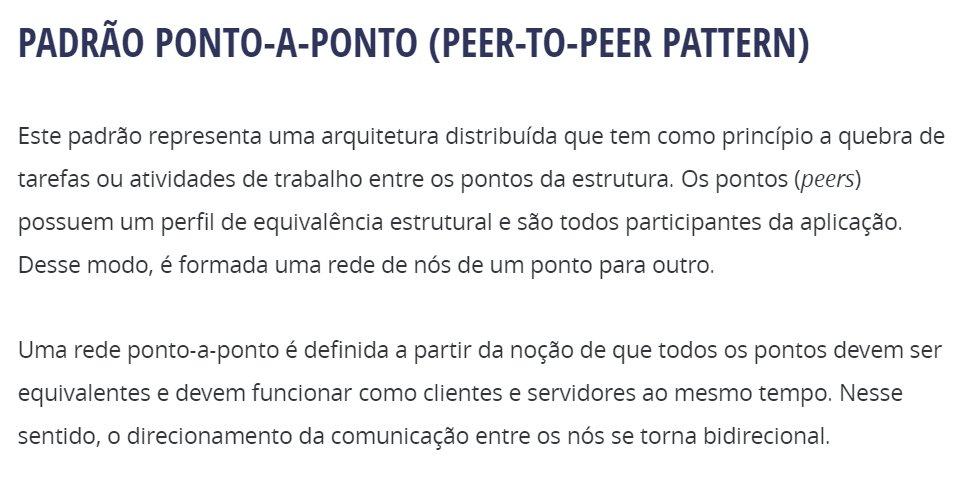 PADRÃO PONTO-A-PONTO (PEER-TO-PEER PATTERN)
Este padrão representa uma arquitetura distribuída que tem como princípio a quebra de
tarefas ou atividades de trabalho entre os pontos da estrutura. Os pontos (peers)
possuem um perfil de equivalência estrutural e são todos participantes da aplicação.
Desse modo, é formada uma rede de nós de um ponto para outro.
Uma rede ponto-a-ponto é definida a partir da noção de que todos os pontos devem ser
equivalentes e devem funcionar como clientes e servidores ao mesmo tempo. Nesse
sentido, o direcionamento da comunicação entre os nós se torna bidirecional.